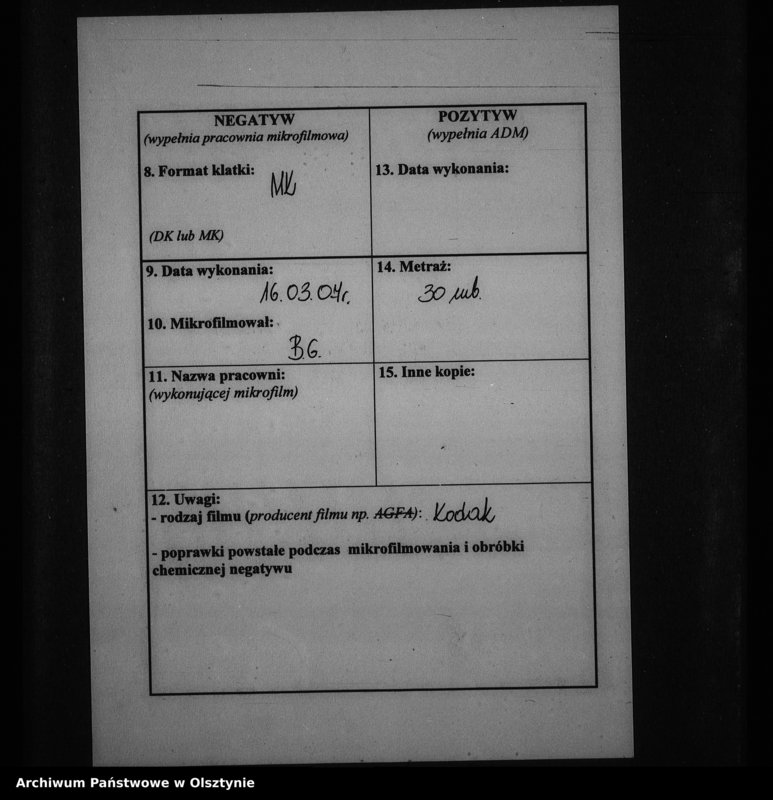 NEGATYW
(wypełnia pracownia mikrofilmowa)
8. Format klatki:
MK
(DK lub MK)
POZYTYW
(wypełnia ADM)
13. Data wykonania:
9. Data wykonania:
16.03.04r.
10. Mikrofilmował:
B.G.
14. Metraż:
30 mb.
11. Nazwa pracowni:
(wykonującej mikrofilm)
15. Inne kopie:
12. Uwagi:
- rodzaj filmu (producent filmu np. AGFA): Kodak
- poprawki powstałe podczas mikrofilmowania i obróbki
chemicznej negatywu
Archiwum Państwowe w Olsztynie